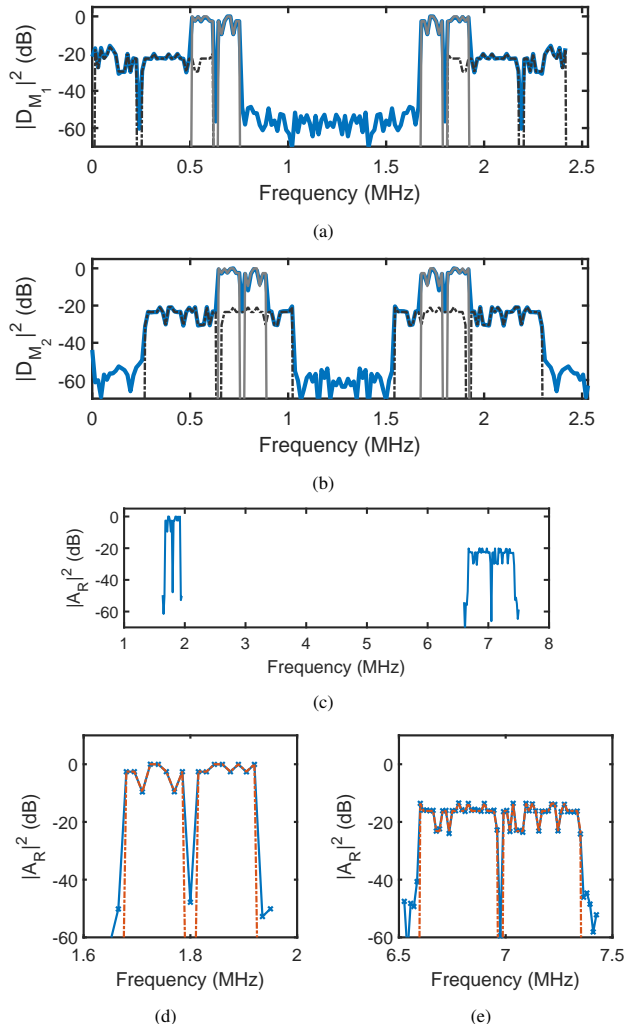 |D_{M_1}|^2 (dB)
0
-20
-40
-60
0 0.5 1 1.5 2 2.5
Frequency (MHz)
(a)
|D_{M_2}|^2 (dB)
0
-20
-40
-60
0 0.5 1 1.5 2 2.5
Frequency (MHz)
(b)
|A_R|^2 (dB)
0
-20
-40
-60
1 2 3 4 5 6 7 8
Frequency (MHz)
(c)
|A_R|^2 (dB)
0
-20
-40
-60
1.6 1.8 2
Frequency (MHz)
(d)
|A_R|^2 (dB)
0
-20
-40
-60
6.5 7 7.5
Frequency (MHz)
(e)